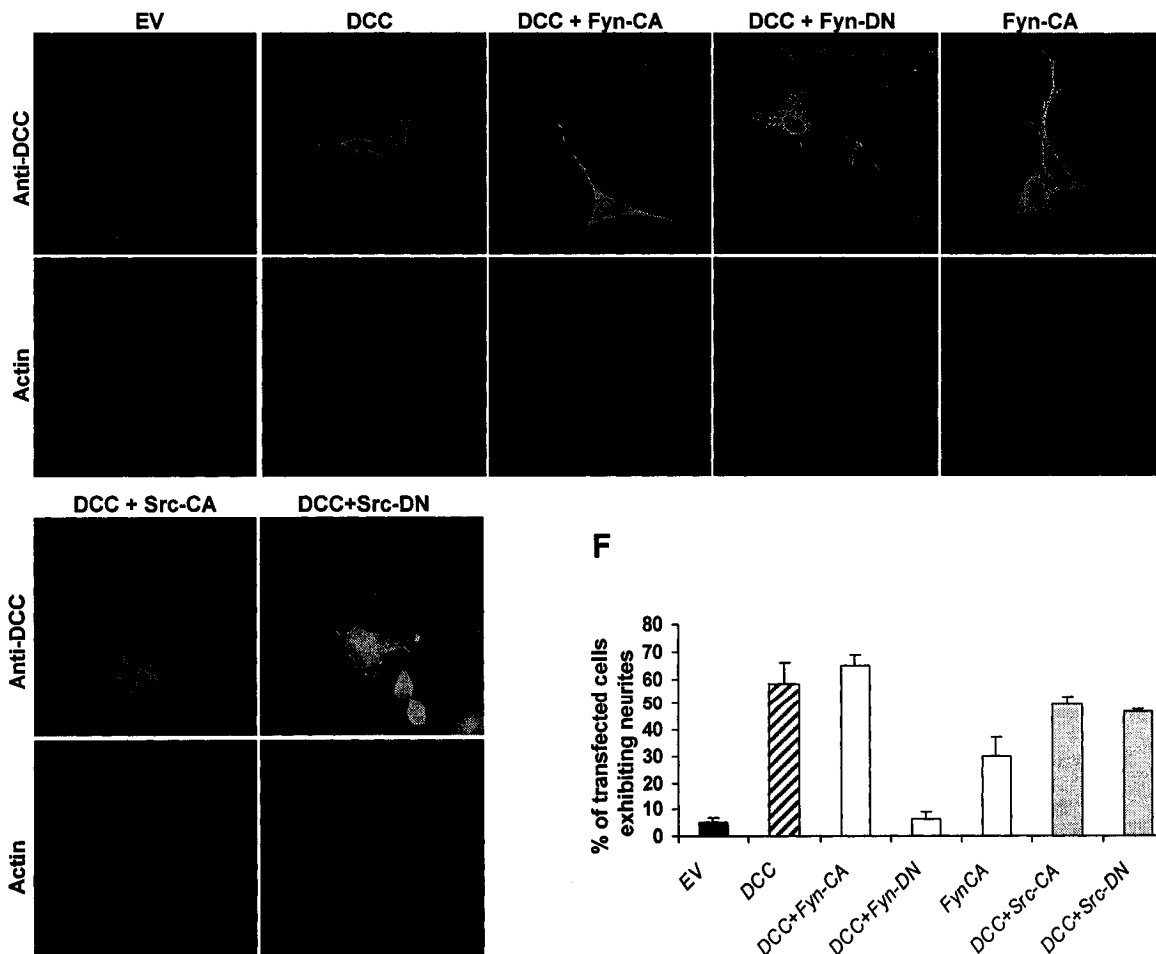 EV DCC DCC + Fyn-CA DCC + Fyn-DN Fyn-CA
Anti-DCC
Actin
DCC + Src-CA DCC+Src-DN
Anti-DCC
Actin
F
% of transfected cells
exhibiting neurites
80
70
60
50
40
30
20
10
0
EV
DCC
DCC+Fyn-CA
DCC+Fyn-DN
FynCA
DCC+Src-CA
DCC+Src-DN